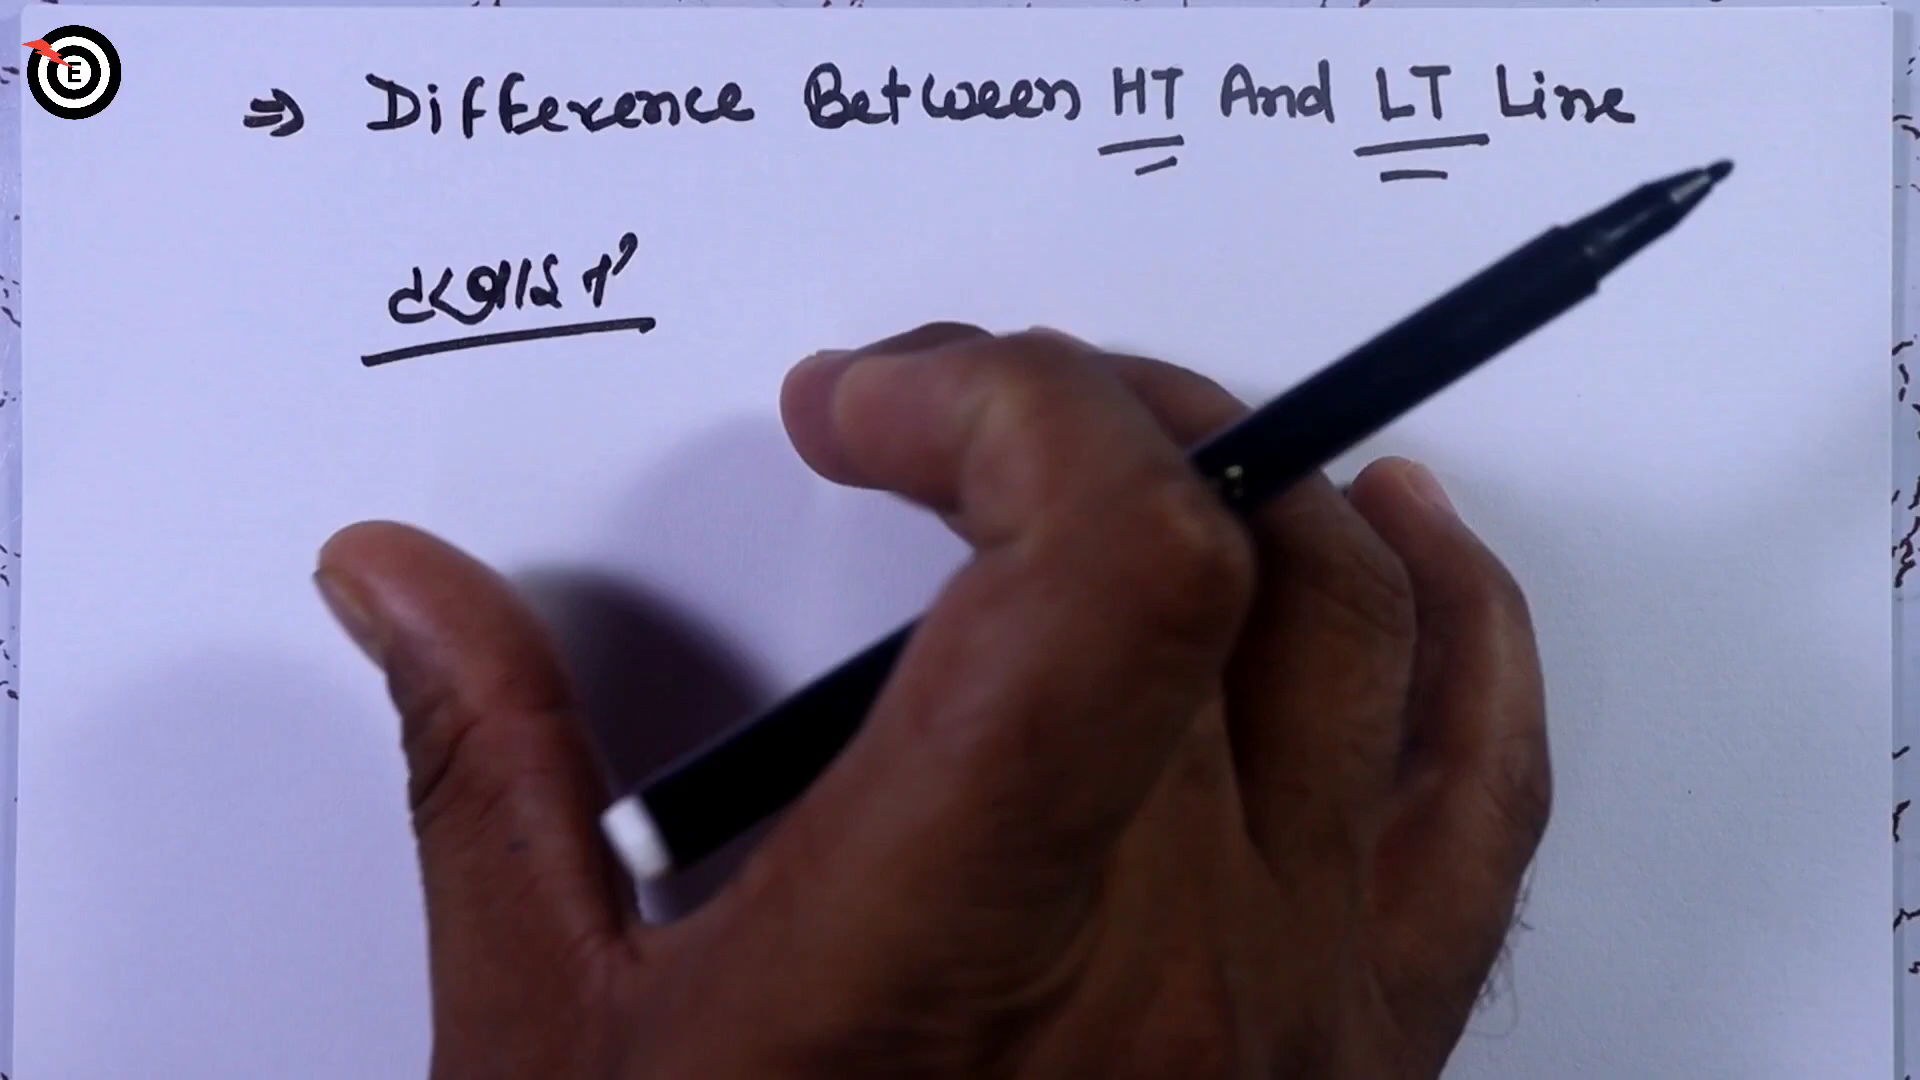 ⇒ Difference Between HT And LT Line
E